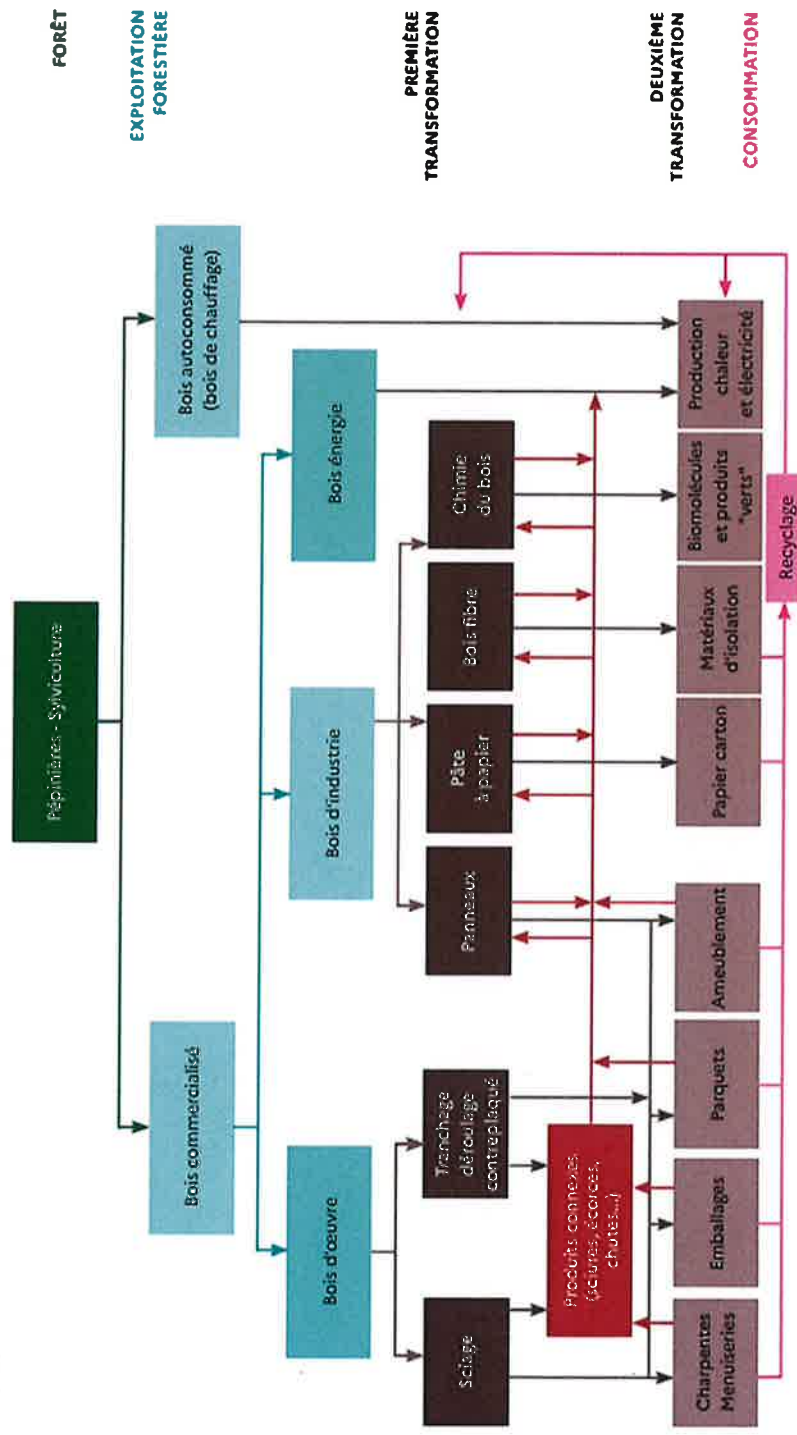 FORÊT
Pépinières - Sylviculture
EXPLOITATION
FORESTIÈRE
Bois commercialisé
Bois autoconsommé
(bois de chauffage)
Bois d'œuvre
Bois d'industrie
Bois énergie
PREMIÈRE
TRANSFORMATION
Sciage
Tranchage
déroulage
contreplaqué
Panneaux
Pâte
à papier
Bois fibre
Chimie
du bois
Produits connexes
(sciures, écorces,
chutes...)
DEUXIÈME
TRANSFORMATION
Charpentes
Menuiseries
Emballages
Parquets
Ameublement
Papier carton
Matériaux
d'isolation
Biomolécules
et produits
"verts"
Production
chaleur
et électricité
CONSOMMATION
Recyclage